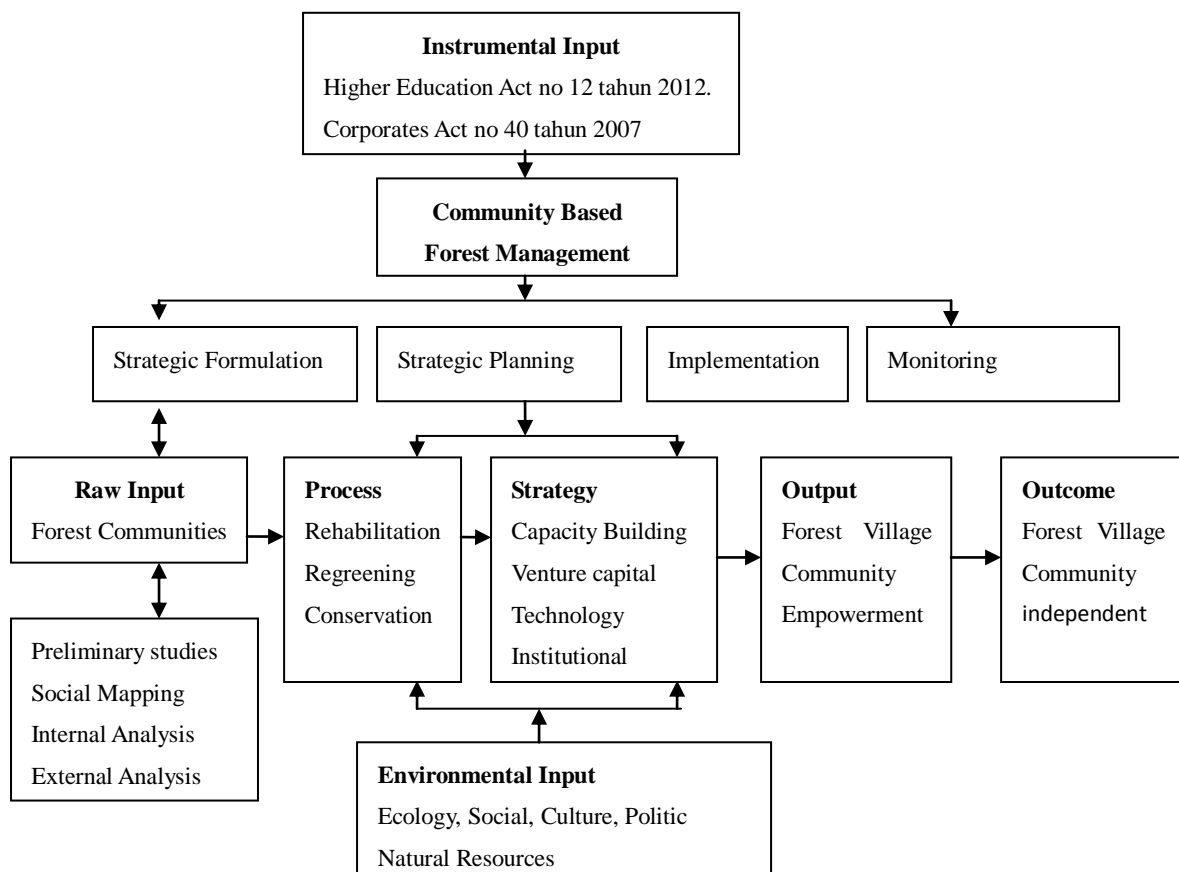 Instrumental Input
Higher Education Act no 12 tahun 2012.
Corporates Act no 40 tahun 2007
Community Based
Forest Management
Strategic Formulation
Strategic Planning
Implementation
Monitoring
Raw Input
Forest Communities
Process
Rehabilitation
Regreening
Conservation
Strategy
Capacity Building
Venture capital
Technology
Institutional
Output
Forest Village
Community
Empowerment
Outcome
Forest Village
Community
independent
Preliminary studies
Social Mapping
Internal Analysis
External Analysis
Environmental Input
Ecology, Social, Culture, Politic
Natural Resources